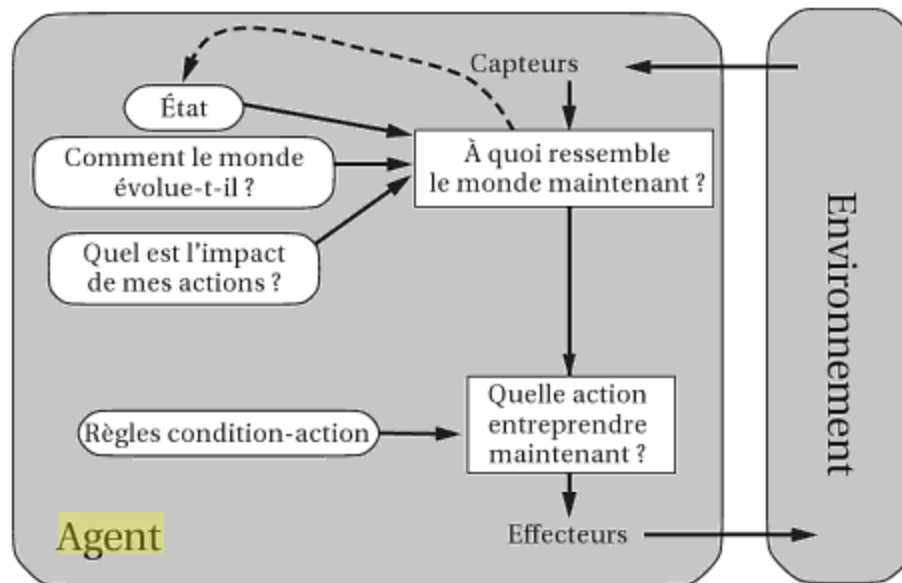 Capteurs
État
Comment le monde
évolue-t-il ?
À quoi ressemble
le monde maintenant ?
Quel est l’impact
de mes actions ?
Environnement
Quelle action
entreprendre
maintenant ?
Règles condition-action
Agent
Effecteurs